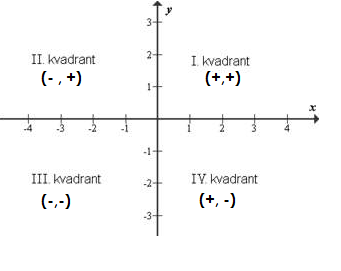 y
3
2
II. kvadrant
I. kvadrant
(- , +)
(+,+)
1
x
-4 -3 -2 -1 1 2 3 4
-1
III. kvadrant
-2
IV. kvadrant
(-,-)
(+, -)
-3